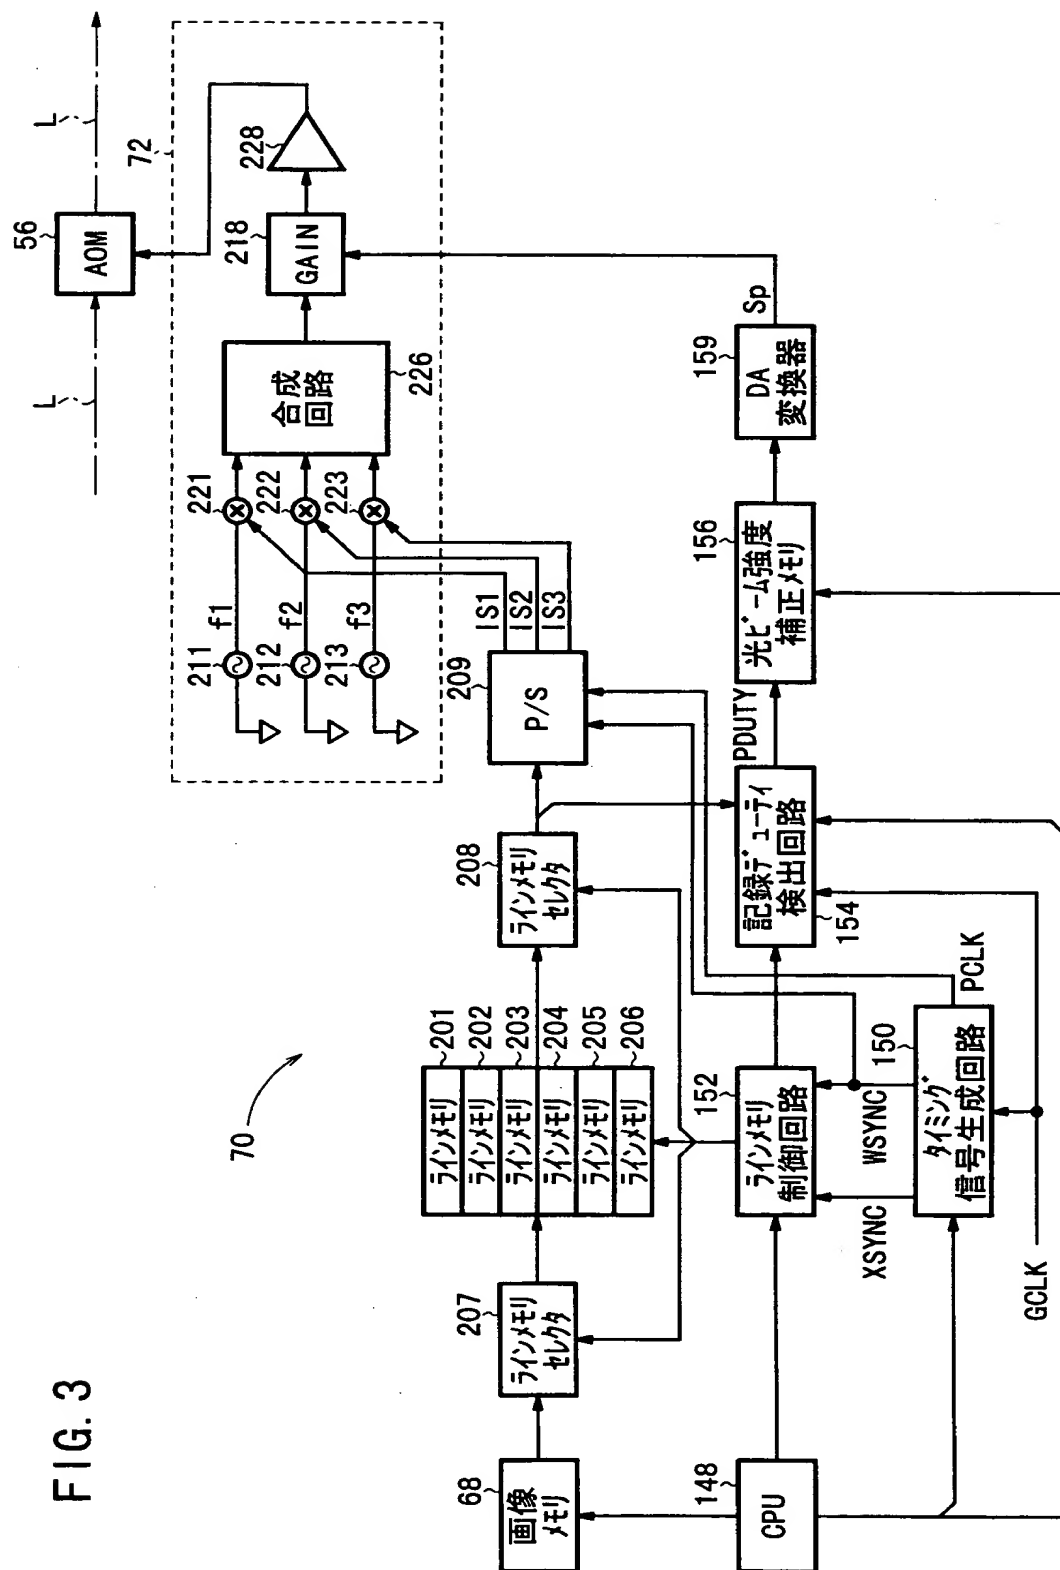 FIG. 3
70
L
L
56
AOM
72
211
f1
221
212
f2
222
213
f3
223
合成
回路
226
218
GAIN
228
68
画像
メモリ
207
ラインメモリ
セレクタ
ラインメモリ
201
ラインメモリ
202
ラインメモリ
203
ラインメモリ
204
ラインメモリ
205
ラインメモリ
206
208
ラインメモリ
セレクタ
209
P/S
IS1
IS2
IS3
148
CPU
152
ラインメモリ
制御回路
記録デューティ
検出回路
154
PDUTY
156
光ビーム強度
補正メモリ
159
DA
変換器
Sp
XSYNC
WSYNC
150
タイミング
信号生成回路
PCLK
GCLK